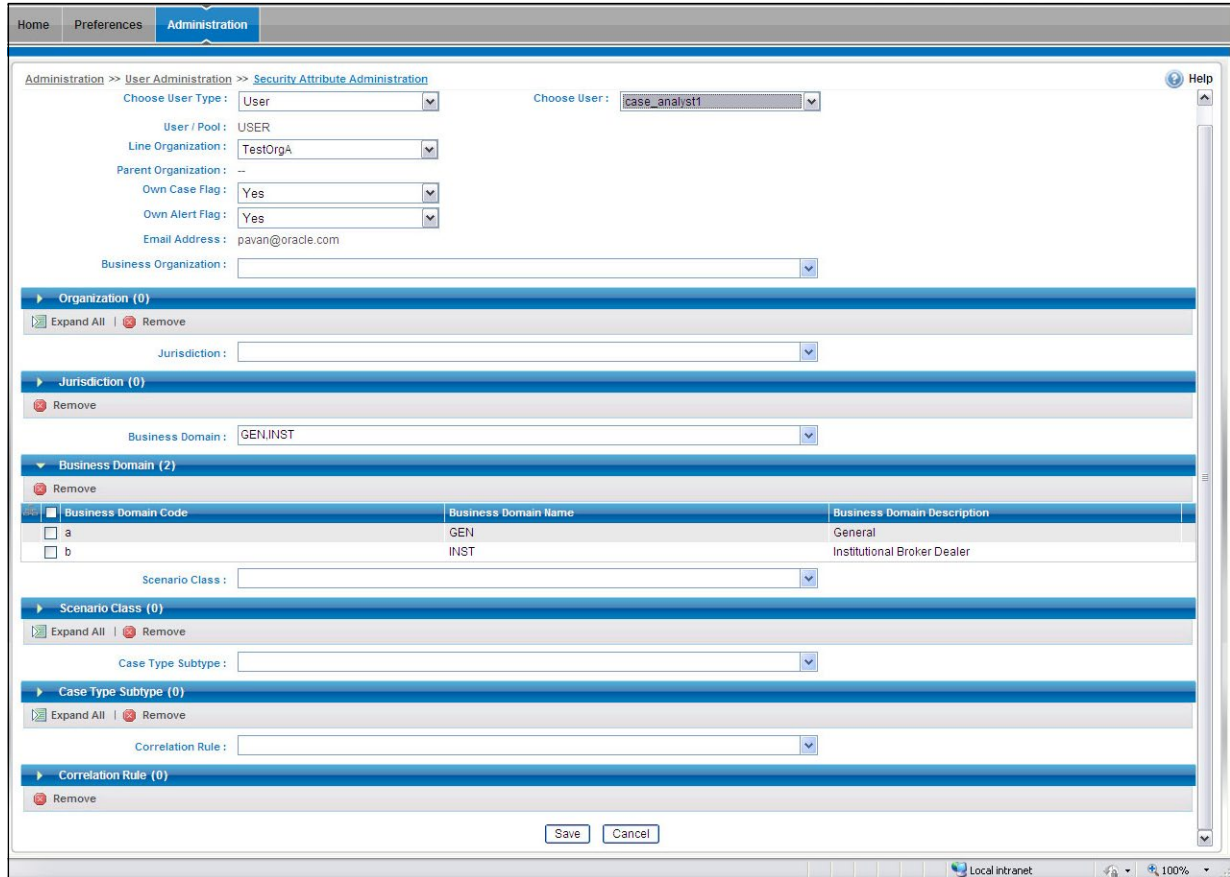 Home Preferences Administration
Administration >> User Administration >> Security Attribute Administration Help
Choose User Type : User Choose User : case_analyst1
User / Pool : USER
Line Organization : TestOrgA
Parent Organization : --
Own Case Flag : Yes
Own Alert Flag : Yes
Email Address : pavan@oracle.com
Business Organization :
Organization (0)
Expand All | Remove
Jurisdiction :
Jurisdiction (0)
Remove
Business Domain : GEN,INST
Business Domain (2)
Remove
Business Domain Code Business Domain Name Business Domain Description
a GEN General
b INST Institutional Broker Dealer
Scenario Class :
Scenario Class (0)
Expand All | Remove
Case Type Subtype :
Case Type Subtype (0)
Expand All | Remove
Correlation Rule :
Correlation Rule (0)
Remove
Save Cancel
Local intranet 100%